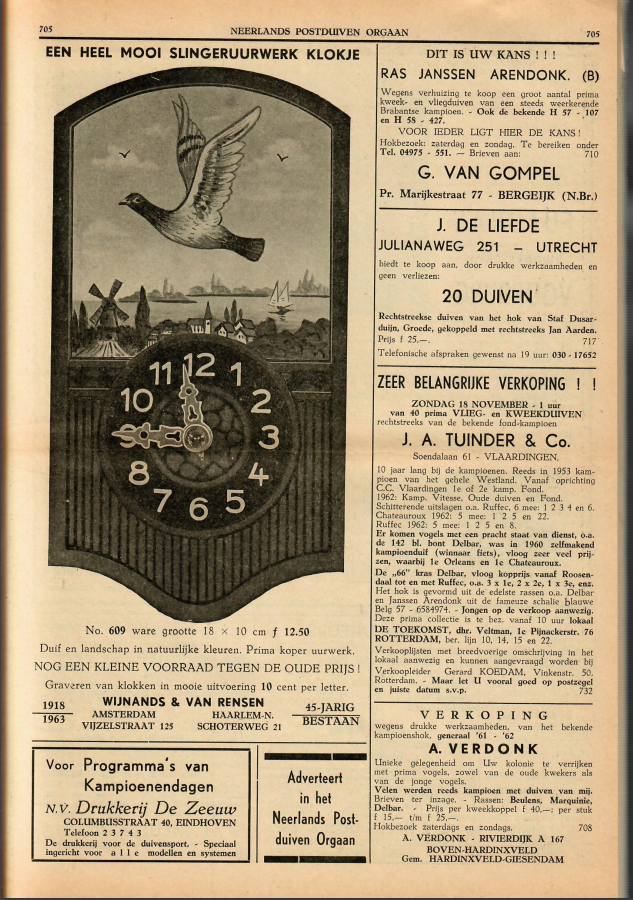 705
NEERLANDS POSTDUIVEN ORGAAN
705
EEN HEEL MOOI SLINGERUURWERK KLOKJE
11 12 1
10 2
9 3
8 4
7 6 5
No. 609 ware grootte 18 × 10 cm ƒ 12.50
Duif en landschap in natuurlijke kleuren. Prima koper uurwerk.
NOG EEN KLEINE VOORRAAD TEGEN DE OUDE PRIJS !
Graveren van klokken in mooie uitvoering 10 cent per letter.
1918
1963
WIJNANDS & VAN RENSEN
AMSTERDAM HAARLEM-N.
VIJZELSTRAAT 125 SCHOTERWEG 21
45-JARIG
BESTAAN
Voor Programma's van
Kampioenendagen
N.V. Drukkerij De Zeeuw
COLUMBUSSTRAAT 40, EINDHOVEN
Telefoon 2 3 7 4 3
De drukkerij voor de duivensport. - Speciaal
ingericht voor a l l e modellen en systemen
Adverteert
in het
Neerlands Post-
duiven Orgaan
DIT IS UW KANS ! ! !
RAS JANSSEN ARENDONK. (B)
Wegens verhuizing te koop een groot aantal prima
kweek- en vliegduiven van een steeds weerkerende
Brabantse kampioen. - Ook de bekende H 57 - 107
en H 58 - 427.
VOOR IEDER LIGT HIER DE KANS !
Hokbezoek: zaterdag en zondag. Te bereiken onder
Tel. 04975 - 551. — Brieven aan: 710
G. VAN GOMPEL
Pr. Marijkestraat 77 - BERGEIJK (N.Br.)
J. DE LIEFDE
JULIANAWEG 251 — UTRECHT
biedt te koop aan, door drukke werkzaamheden en
geen verliezen:
20 DUIVEN
Rechtstreekse duiven van het hok van Staf Dusar-
duijn, Groede, gekoppeld met rechtstreeks Jan Aarden.
Prijs f 25,—. 717
Telefonische afspraken gewenst na 19 uur: 030 - 17652
ZEER BELANGRIJKE VERKOPING ! !
ZONDAG 18 NOVEMBER - 1 uur
van 40 prima VLIEG- en KWEEKDUIVEN
rechtstreeks van de bekende fond-kampioen
J. A. TUINDER & Co.
Soendalaan 61 - VLAARDINGEN.
10 jaar lang bij de kampioenen. Reeds in 1953 kam-
pioen van het gehele Westland. Vanaf oprichting
C.C. Vlaardingen 1e of 2e kamp. Fond.
1962: Kamp. Vitesse, Oude duiven en Fond.
Schitterende uitslagen o.a. Ruffec, 6 mee: 1 2 3 4 en 6.
Chateauroux 1962: 5 mee: 1 2 5 en 22.
Ruffec 1962: 5 mee: 1 2 5 en 8.
Er komen vogels met een pracht staat van dienst, o.a.
de 142 bl. bont Delbar, was in 1960 zelfmakend
kampioenduif (winnaar fiets), vloog zeer veel prij-
zen, waarbij 1e Orleans en 1e Chateauroux.
De „66” kras Delbar, vloog kopprijs vanaf Roosen-
daal tot en met Ruffec, o.a. 3 x 1e, 2 x 2e, 1 x 3e, enz.
Het hok is gevormd uit de edelste rassen o.a. Delbar
en Janssen Arendonk uit de fameuze schalie blauwe
Belg 57 - 6584974. - Jongen op de verkoop aanwezig.
Deze prima collectie is te bez. vanaf 10 uur lokaal
DE TOEKOMST, dhr. Veltman, 1e Pijnackerstr. 76
ROTTERDAM, ber. lijn 10, 14, 15 en 22.
Verkooplijsten met breedvoerige omschrijving in het
lokaal aanwezig en kunnen aangevraagd worden bij
Verkoopleider Gerard KOEDAM, Vinkenstr. 50.
Rotterdam. - Maar let U vooral goed op postzegel
en juiste datum s.v.p. 732
VERKOPING
wegens drukke werkzaamheden, van het bekende
kampioenshok, generaal '61 - '62
A. VERDONK
Unieke gelegenheid om Uw kolonie te verrijken
met prima vogels, zowel van de oude kwekers als
van de jonge vogels.
Velen werden reeds kampioen met duiven van mij.
Brieven ter inzage. - Rassen: Beulens, Marquinie,
Delbar. - Prijs per kweekkoppel f 40,—: per stuk
f 15,— t/m f 25,—.
Hokbezoek zaterdags en zondags. 708
A. VERDONK - RIVIERDIJK A 167
BOVEN-HARDINXVELD
Gem. HARDINXVELD-GIESENDAM